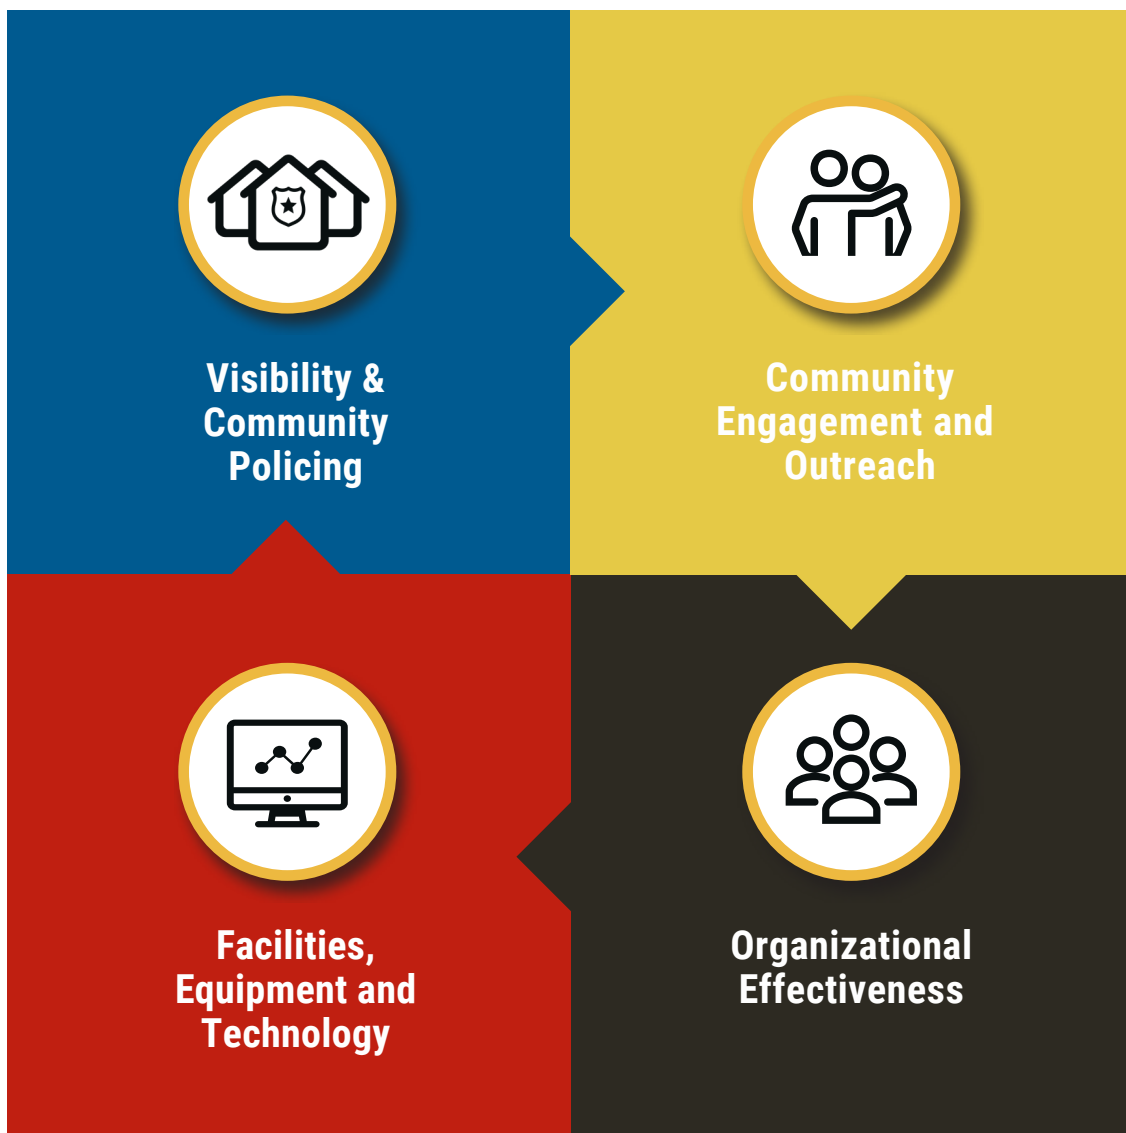 Visibility &
Community
Policing
Community
Engagement and
Outreach
Facilities,
Equipment and
Technology
Organizational
Effectiveness